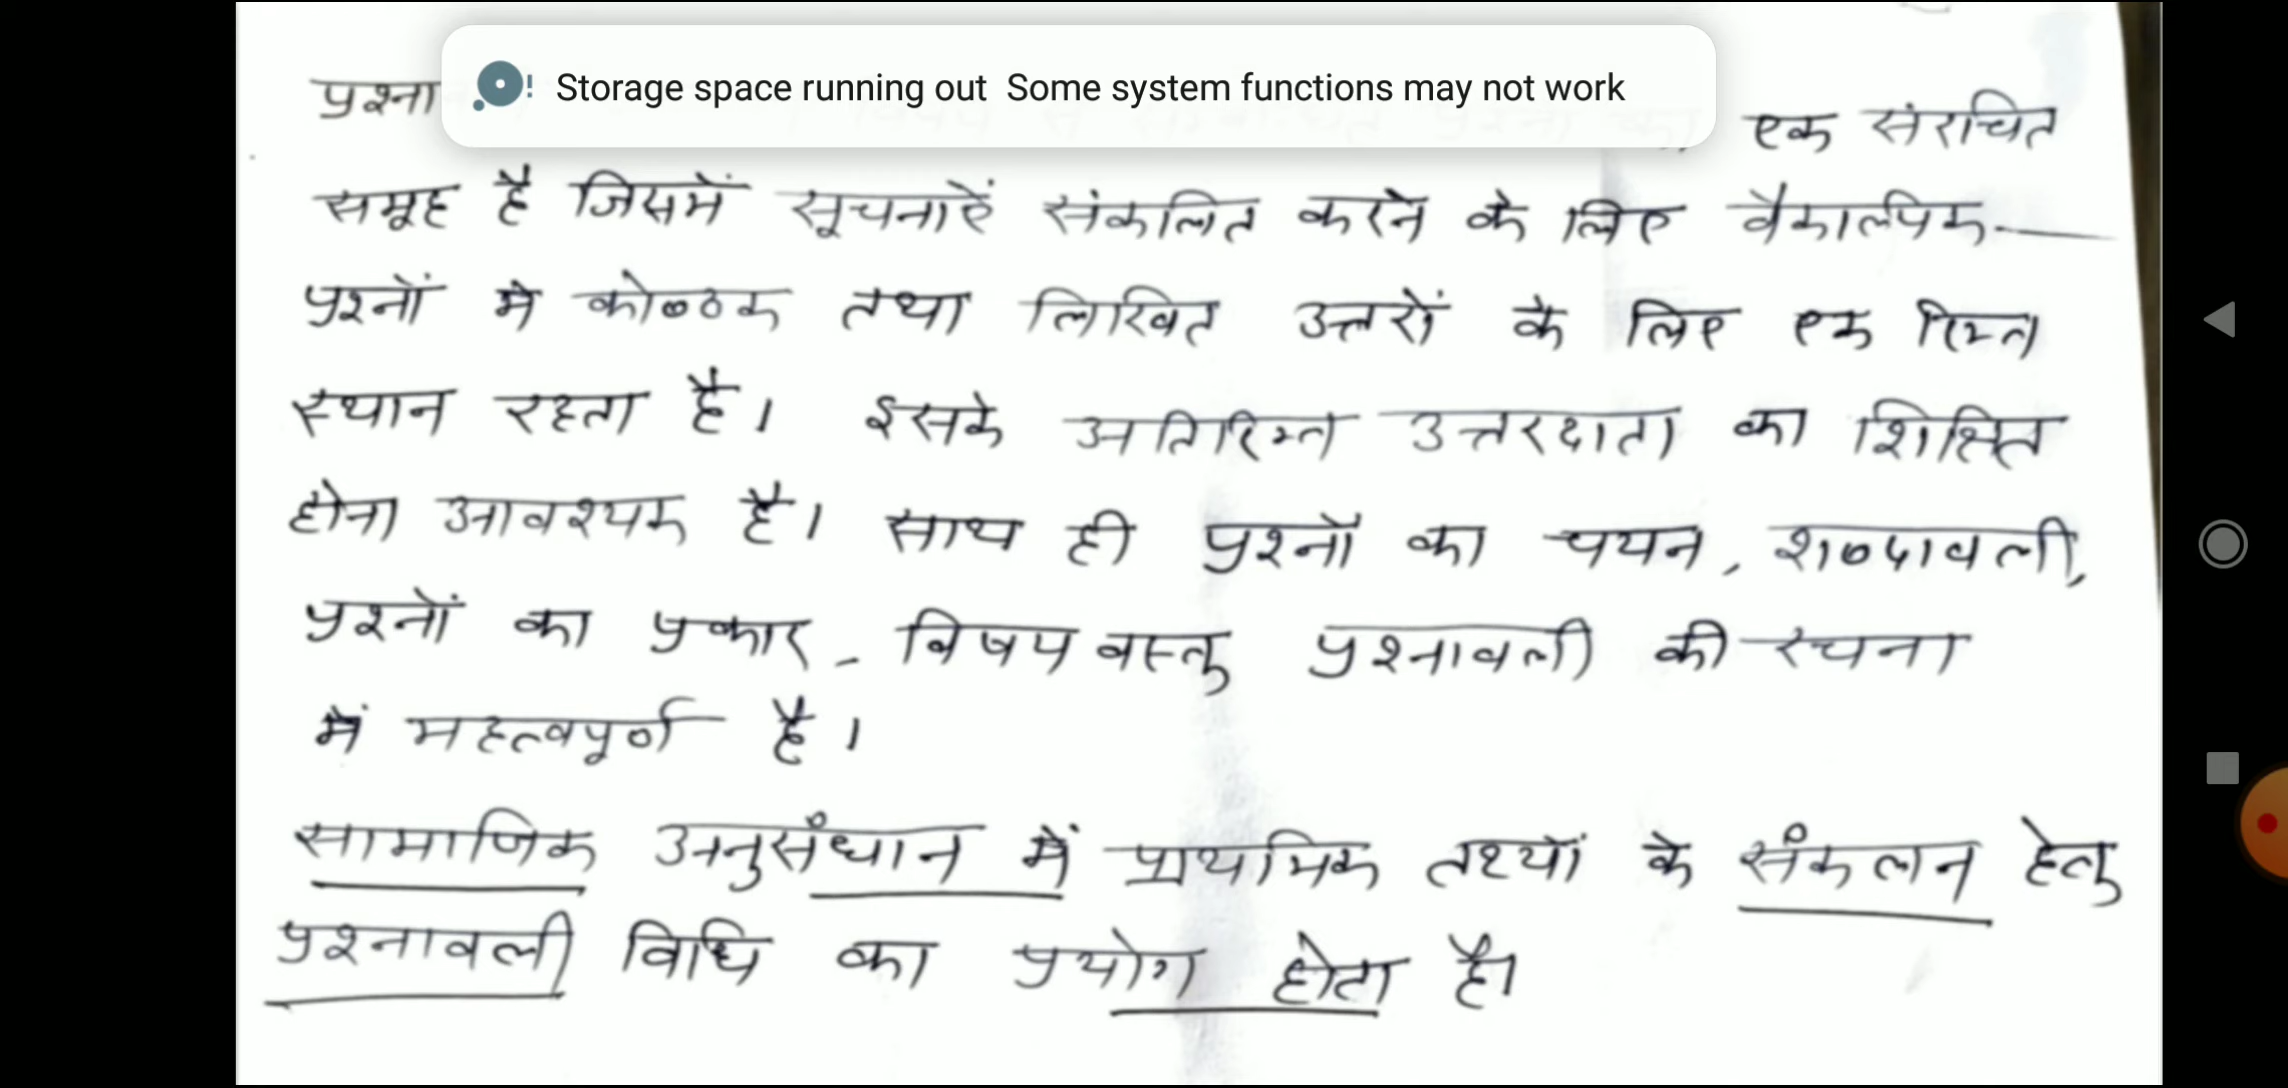 Storage space running out Some system functions may not work
एक संरचित
समूह है जिसमें सूचनाऐं संकलित करने के लिए वैकल्पिक
प्रश्नों में कोष्ठक तथा लिखित उत्तरों के लिए एक रिक्त
स्थान रहता है। इसके अतिरिक्त उत्तरदाता का शिक्षित
होना आवश्यक है। साथ ही प्रश्नों का चयन, शब्दावली,
प्रश्नों का प्रकार, विषय वस्तु प्रश्नावली की रचना
में महत्वपूर्ण है।
सामाजिक अनुसंधान में प्राथमिक तथ्यों के संकलन हेतु
प्रश्नावली विधि का प्रयोग होता है।